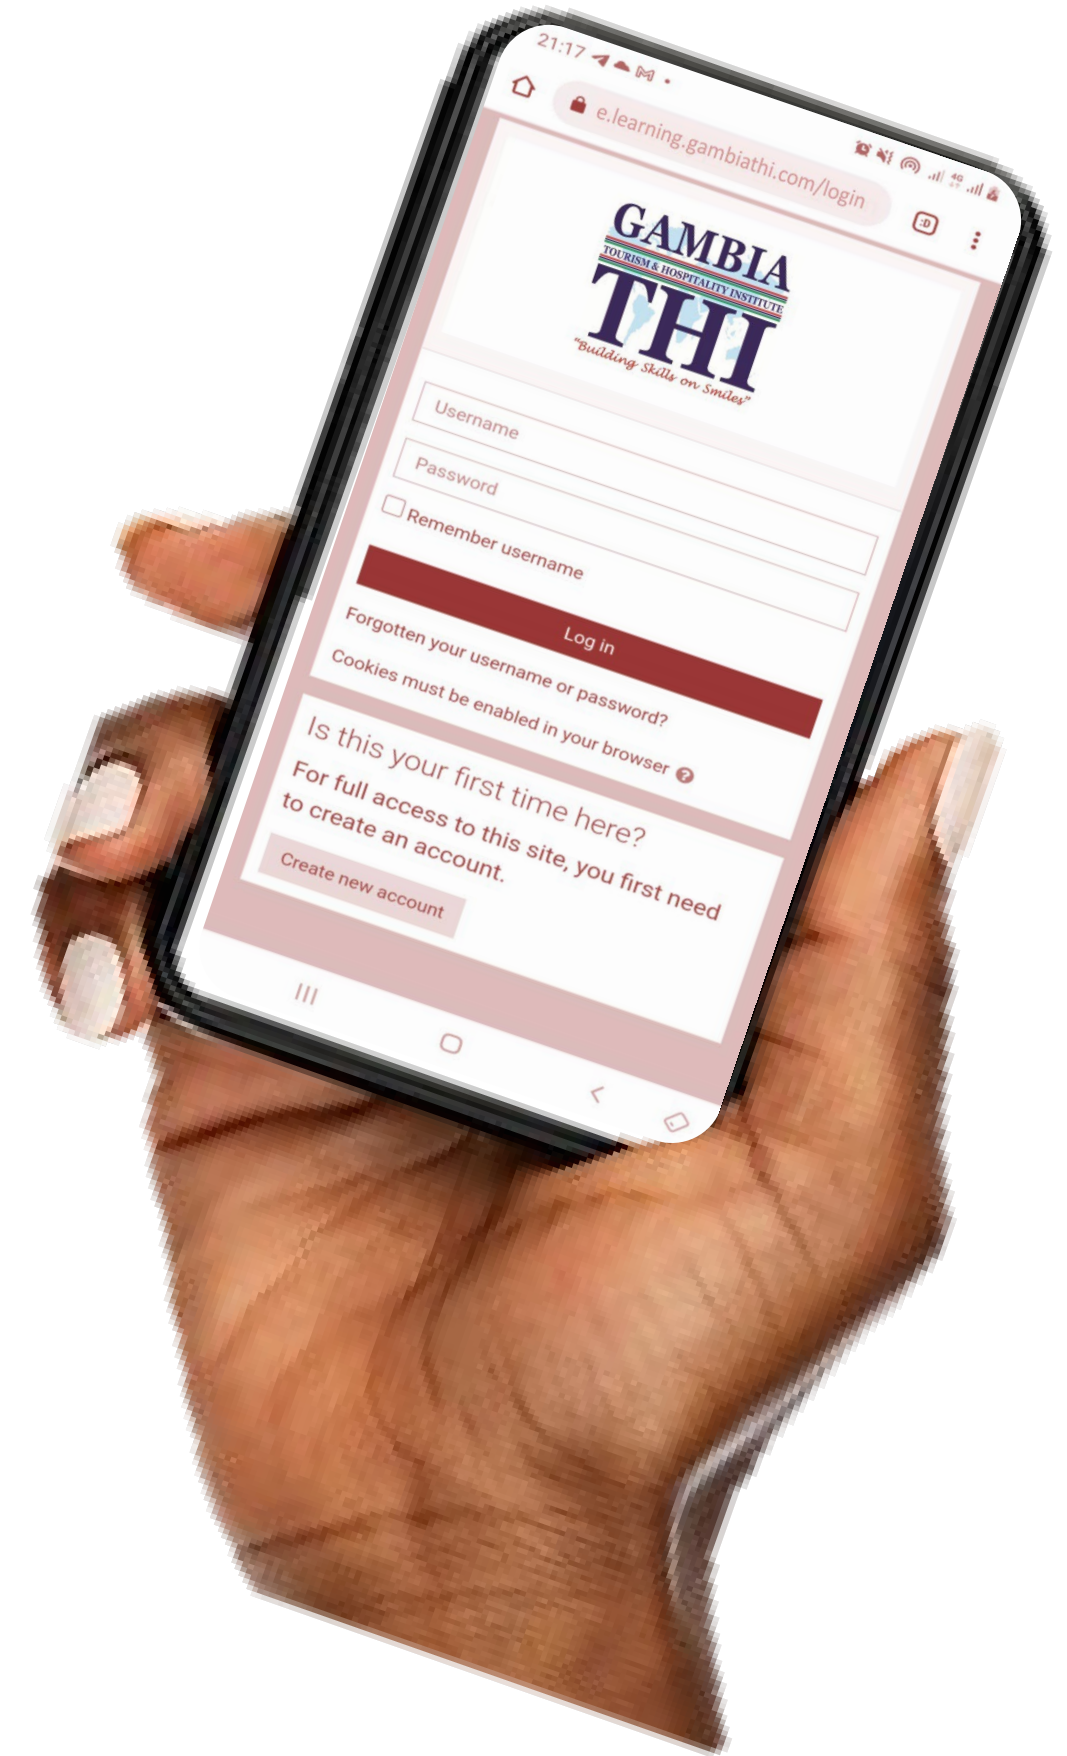 21:17
e.learning.gambiathi.com/login
:D
4G
GAMBIA
TOURISM & HOSPITALITY INSTITUTE
THI
"Building Skills on Smiles"
Username
Password
Remember username
Log in
Forgotten your username or password?
Cookies must be enabled in your browser ?
Is this your first time here?
For full access to this site, you first need
to create an account.
Create new account